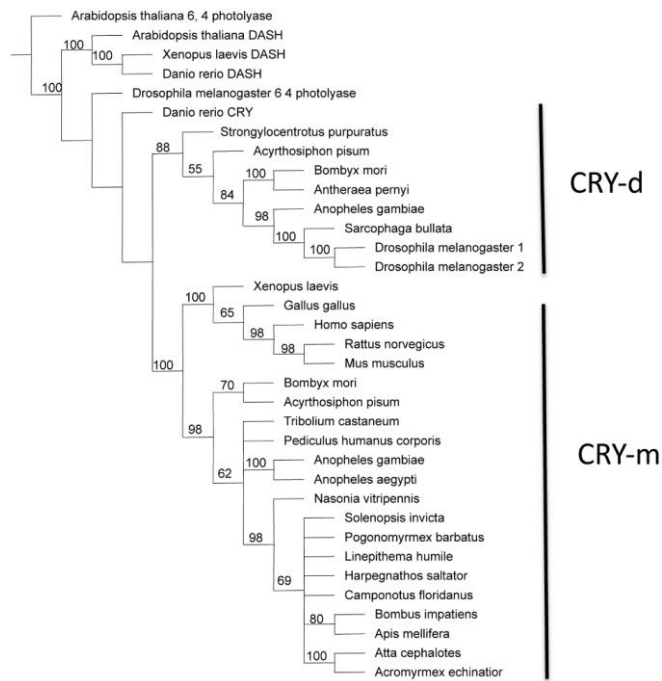 Arabidopsis thaliana 6, 4 photolyase
Arabidopsis thaliana DASH
100
100
Xenopus laevis DASH
Danio rerio DASH
100
Drosophila melanogaster 6 4 photolyase
Danio rerio CRY
Strongylocentrotus purpuratus
88
Acyrthosiphon pisum
55
Bombyx mori
100
CRY-d
Antheraea pernyi
84
Anopheles gambiae
98
Sarcophaga bullata
100
Drosophila melanogaster 1
100
Drosophila melanogaster 2
Xenopus laevis
100
Gallus gallus
65
Homo sapiens
98
Rattus norvegicus
98
Mus musculus
100
Bombyx mori
70
Acyrthosiphon pisum
98
Tribolium castaneum
Pediculus humanus corporis
CRY-m
Anopheles gambiae
100
62
Anopheles aegypti
Nasonia vitripennis
98
Solenopsis invicta
Pogonomyrmex barbatus
Linepithema humile
69
Harpegnathos saltator
Camponotus floridanus
Bombus impatiens
80
Apis mellifera
Atta cephalotes
100
Acromyrmex echinatior